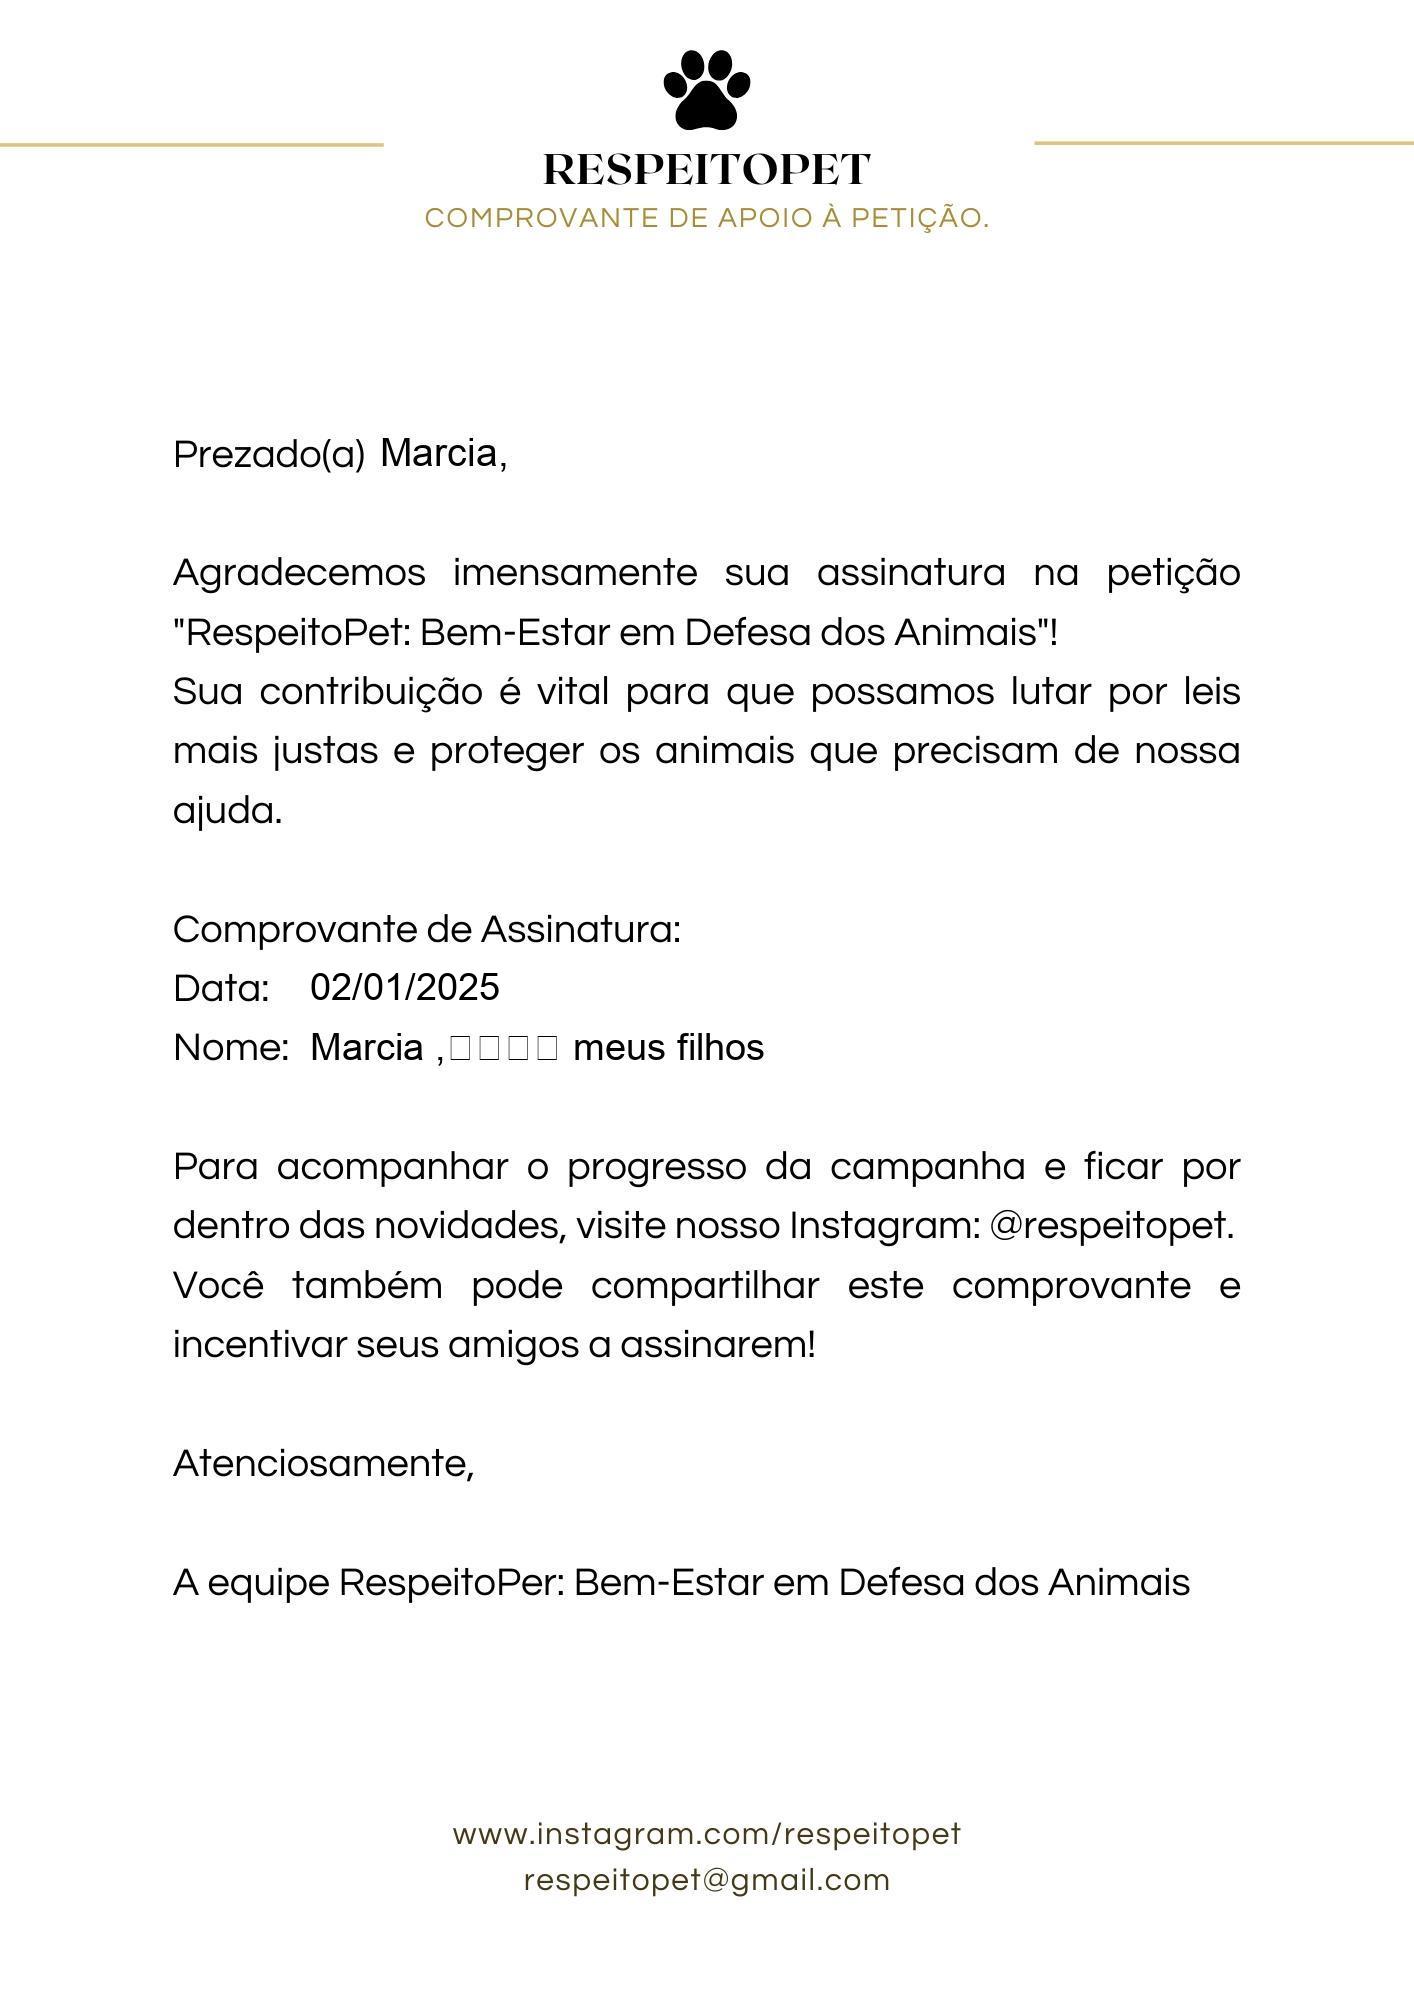 RESPEITOPET
COMPROVANTE DE APOIO À PETIÇÃO.
Prezado(a) Marcia,
Agradecemos imensamente sua assinatura na petição
"RespeitoPet: Bem-Estar em Defesa dos Animais"!
Sua contribuição é vital para que possamos lutar por leis
mais justas e proteger os animais que precisam de nossa
ajuda.
Comprovante de Assinatura:
Data: 02/01/2025
Nome: Marcia ,□□□□ meus filhos
Para acompanhar o progresso da campanha e ficar por
dentro das novidades, visite nosso Instagram: @respeitopet.
Você também pode compartilhar este comprovante e
incentivar seus amigos a assinarem!
Atenciosamente,
A equipe RespeitoPer: Bem-Estar em Defesa dos Animais
www.instagram.com/respeitopet
respeitopet@gmail.com